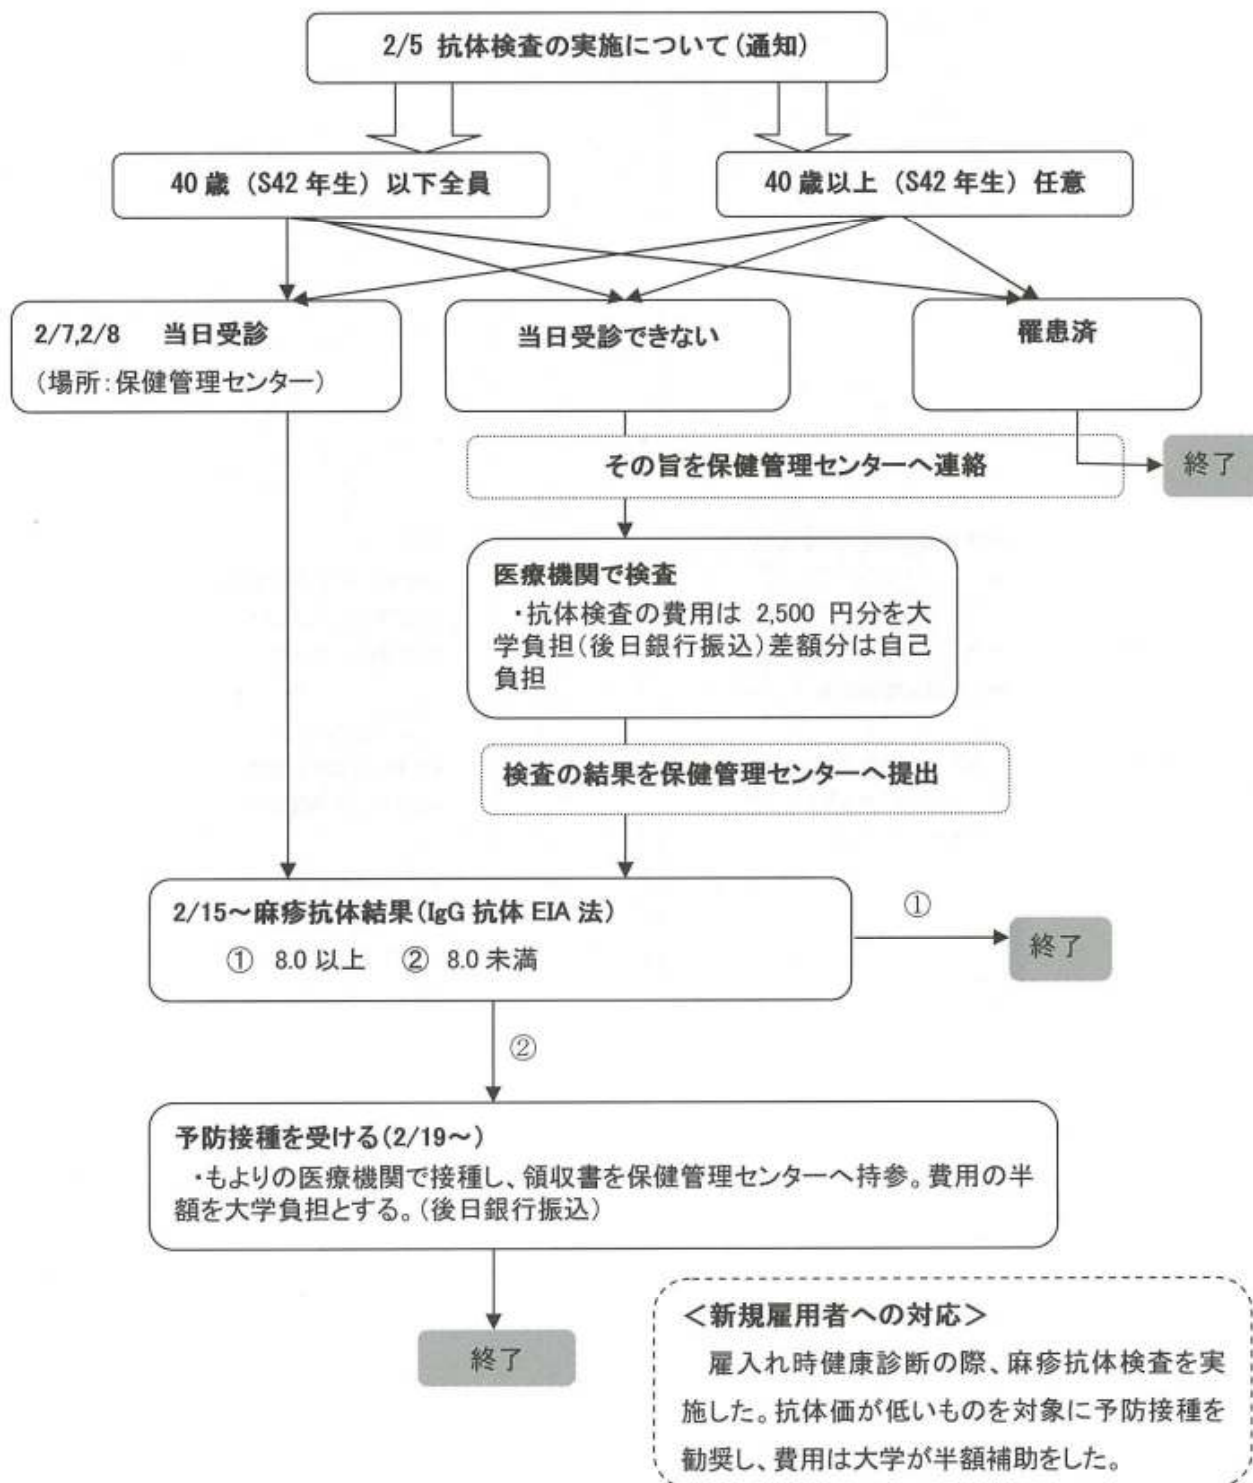 2/5 抗体検査の実施について(通知)
40歳（S42年生）以下全員
40歳以上（S42年生）任意
2/7,2/8 当日受診
（場所：保健管理センター）
当日受診できない
罹患済
その旨を保健管理センターへ連絡
終了
医療機関で検査
・抗体検査の費用は 2,500 円分を大
学負担(後日銀行振込)差額分は自己
負担
検査の結果を保健管理センターへ提出
2/15～麻疹抗体結果(IgG 抗体 EIA 法)
① 8.0 以上 ② 8.0 未満
①
終了
②
予防接種を受ける(2/19～)
・もよりの医療機関で接種し、領収書を保健管理センターへ持参。費用の半
額を大学負担とする。(後日銀行振込)
終了
＜新規雇用者への対応＞
雇入れ時健康診断の際、麻疹抗体検査を実
施した。抗体価が低いものを対象に予防接種を
勧奨し、費用は大学が半額補助をした。